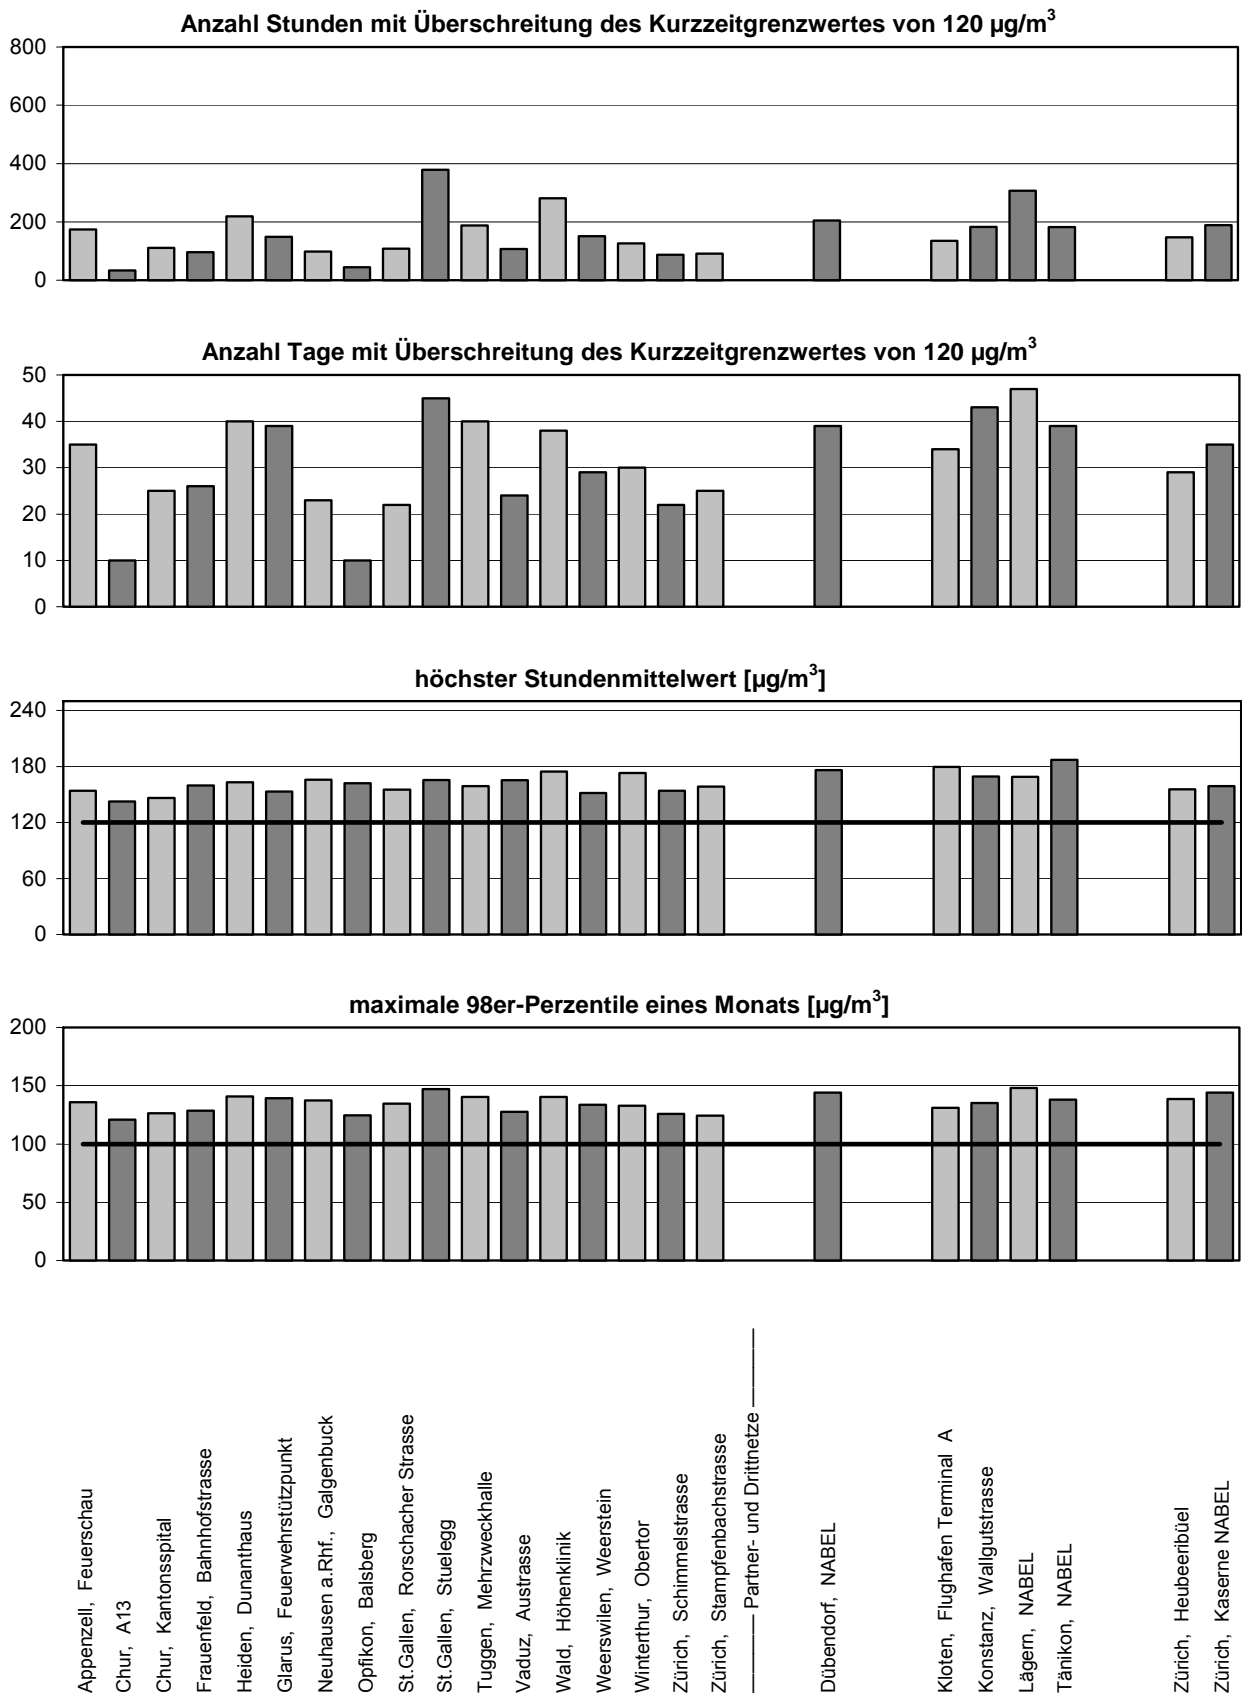 Anzahl Stunden mit Überschreitung des Kurzzeitgrenzwertes von 120 µg/m³
800
600
400
200
0
Anzahl Tage mit Überschreitung des Kurzzeitgrenzwertes von 120 µg/m³
50
40
30
20
10
0
höchster Stundenmittelwert [µg/m³]
240
180
120
60
0
maximale 98er-Perzentile eines Monats [µg/m³]
200
150
100
50
0
Appenzell, Feuerschau
Chur, A13
Chur, Kantonsspital
Frauenfeld, Bahnhofstrasse
Heiden, Dunanthaus
Glarus, Feuerwehrstützpunkt
Neuhausen a.Rhf., Galgenbuck
Opfikon, Balsberg
St.Gallen, Rorschacher Strasse
St.Gallen, Stuelegg
Tuggen, Mehrzweckhalle
Vaduz, Austrasse
Wald, Höhenklinik
Weerswilen, Weerstein
Winterthur, Obertor
Zürich, Schimmelstrasse
Zürich, Stampfenbachstrasse
Partner- und Drittnetze
Dübendorf, NABEL
Kloten, Flughafen Terminal A
Konstanz, Wallgutstrasse
Lägern, NABEL
Tänikon, NABEL
Zürich, Heubeeribüel
Zürich, Kaserne NABEL